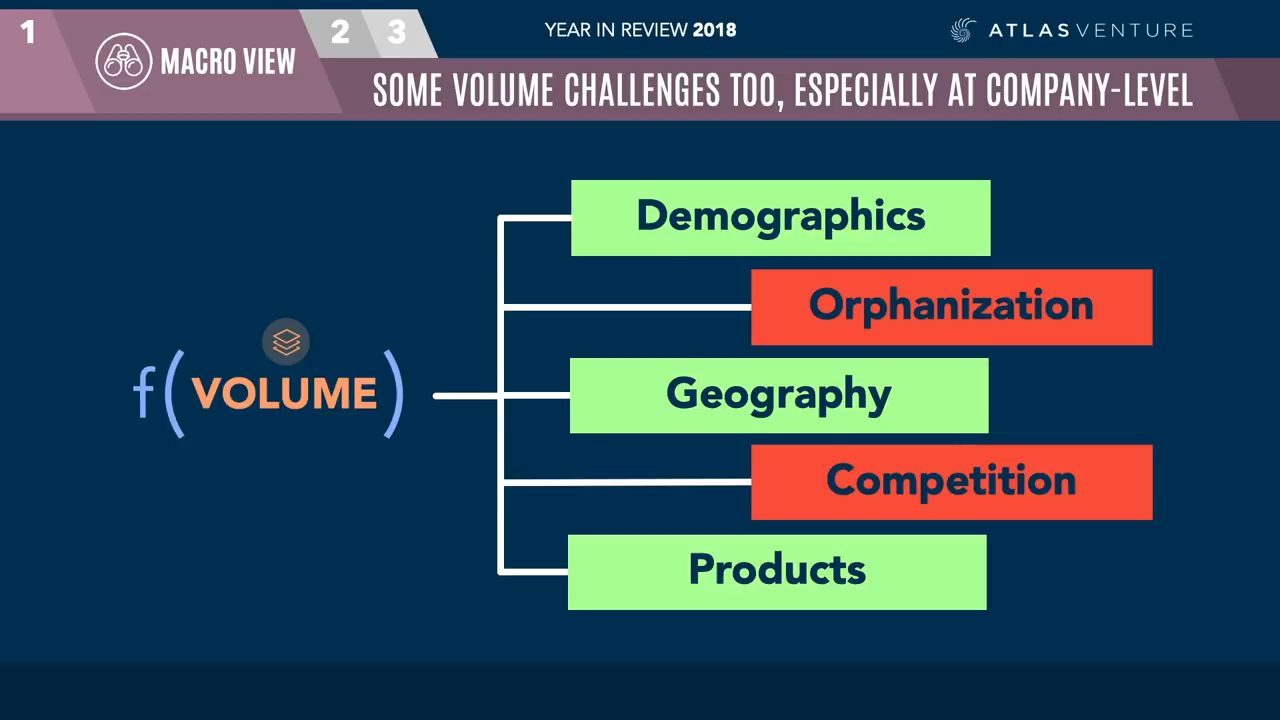 1
MACRO VIEW
2
3
YEAR IN REVIEW 2018
ATLAS VENTURE
SOME VOLUME CHALLENGES TOO, ESPECIALLY AT COMPANY-LEVEL
f(VOLUME)
Demographics
Orphanization
Geography
Competition
Products